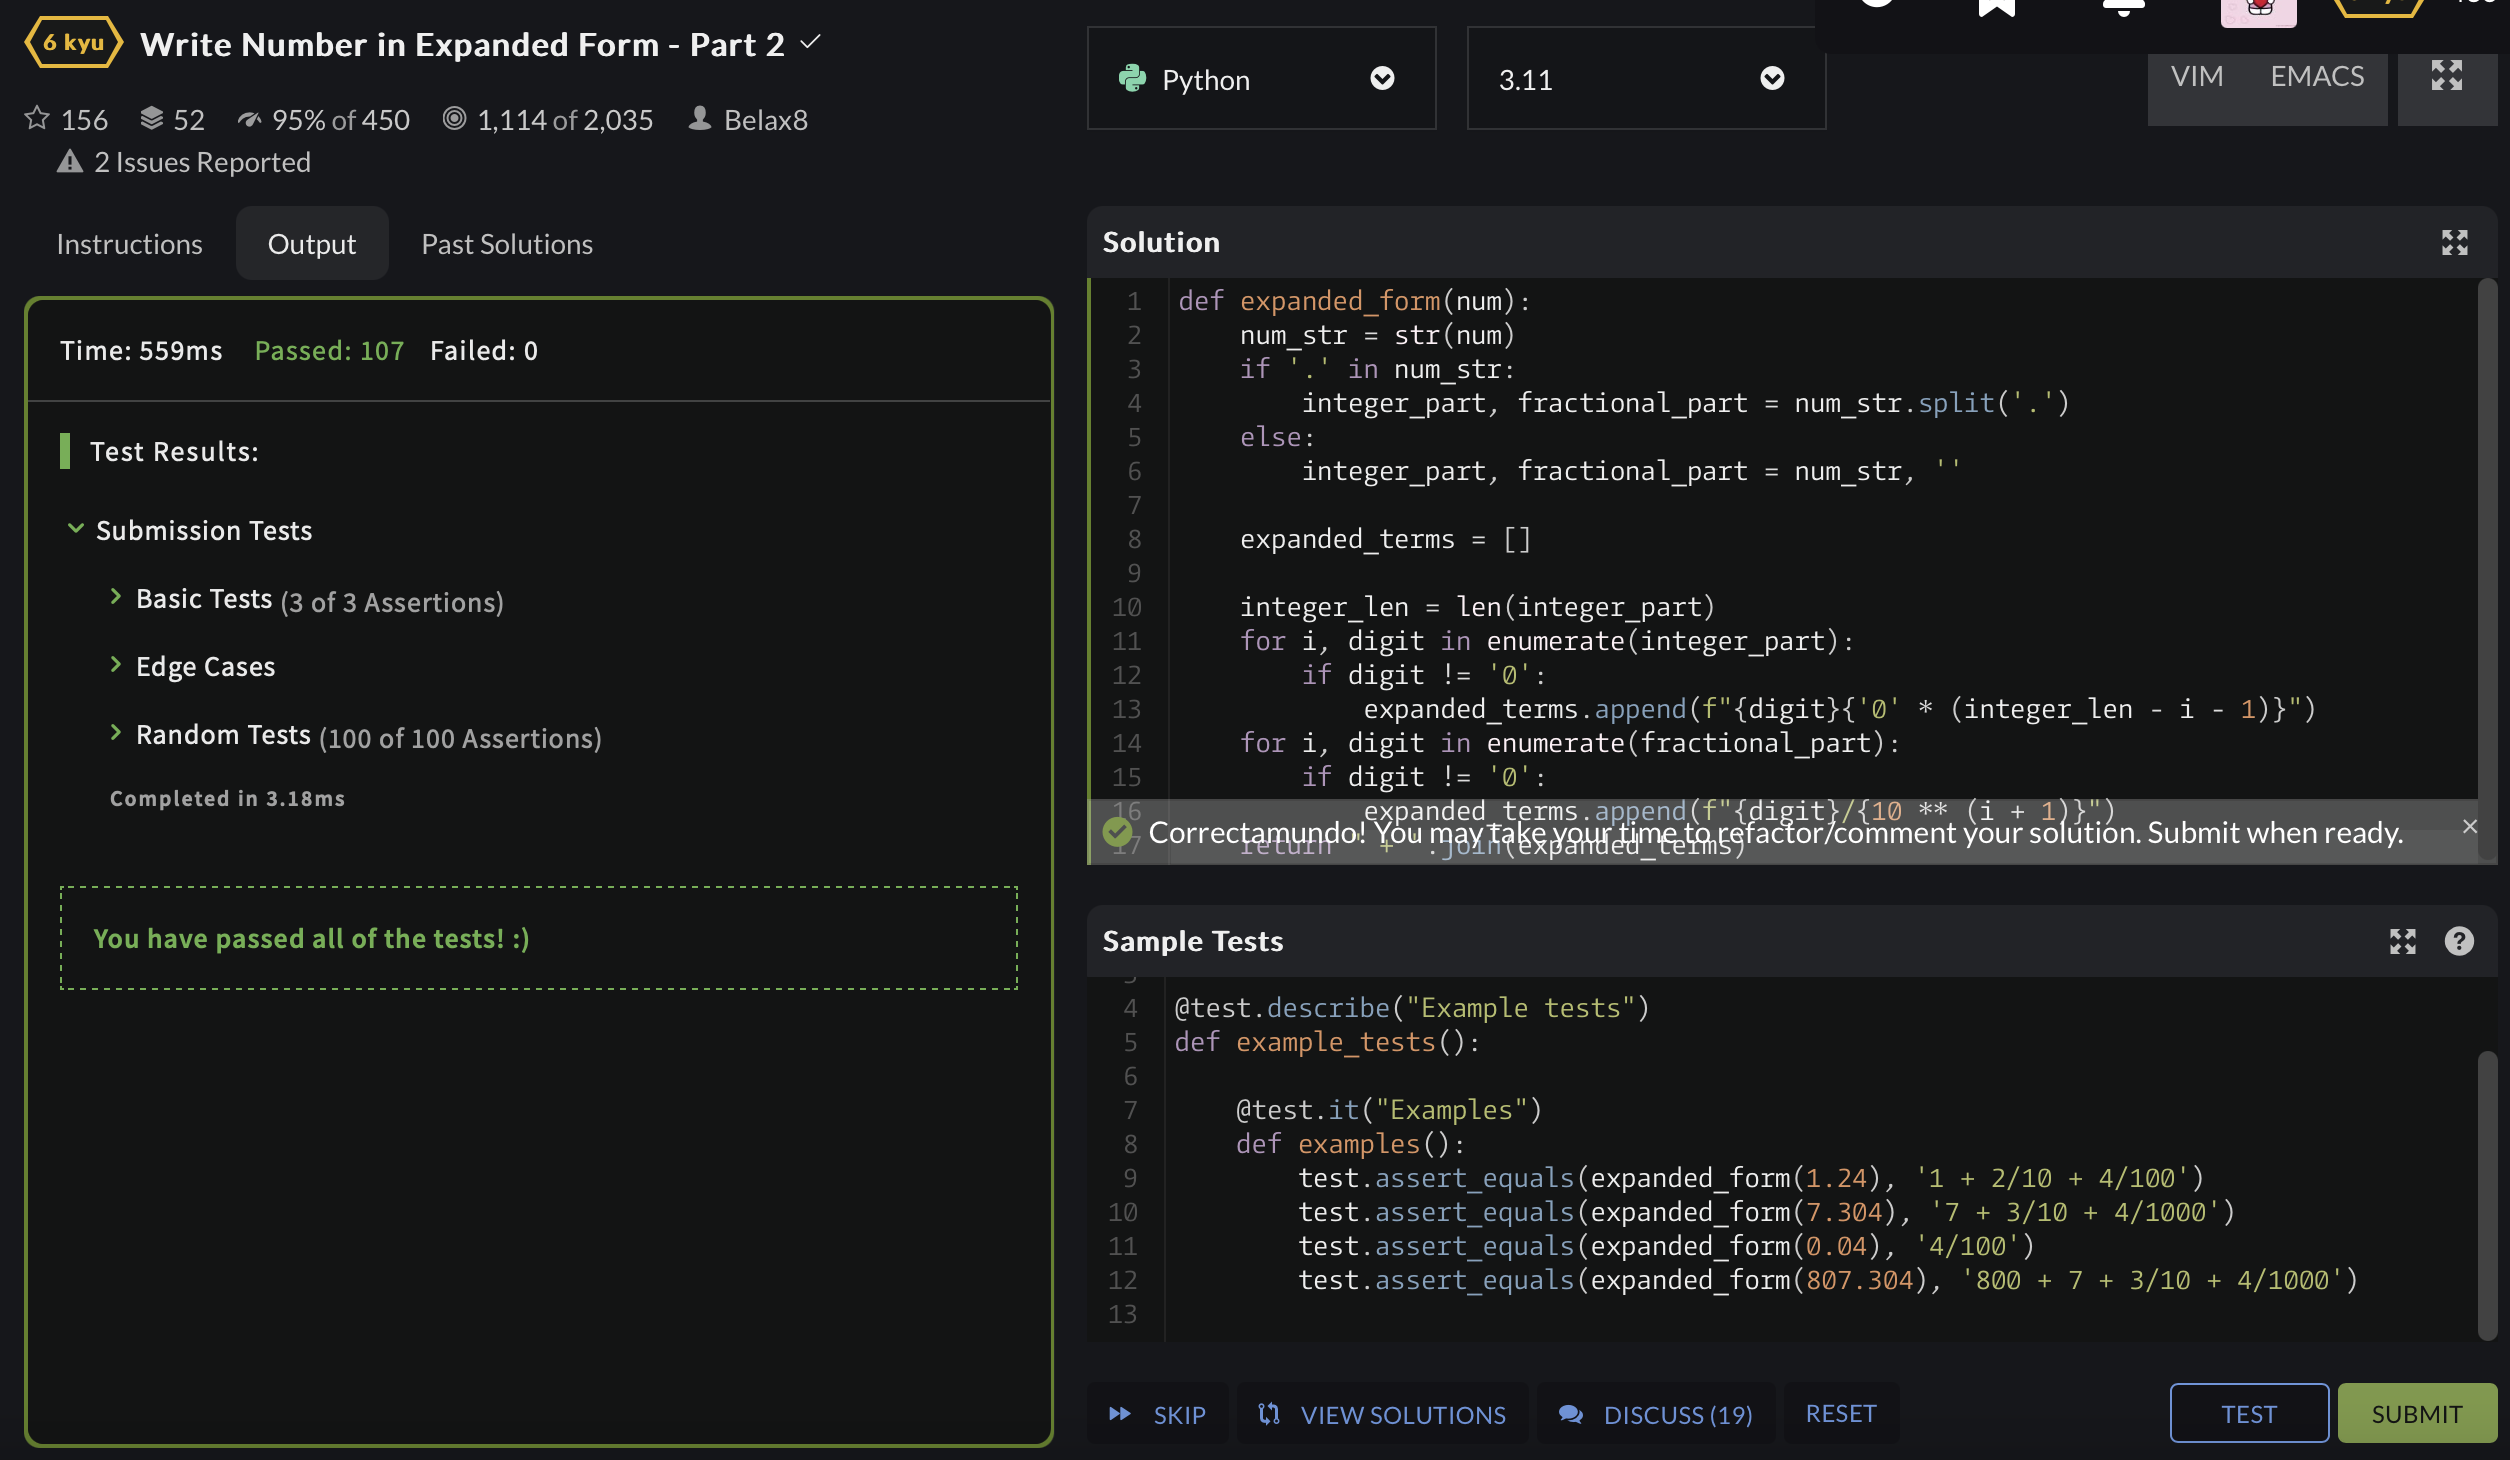 6 kyu Write Number in Expanded Form - Part 2
156 52 95% of 450 1,114 of 2,035 Belax8
2 Issues Reported
Instructions Output Past Solutions
Time: 559ms Passed: 107 Failed: 0
Test Results:
Submission Tests
Basic Tests (3 of 3 Assertions)
Edge Cases
Random Tests (100 of 100 Assertions)
Completed in 3.18ms
You have passed all of the tests! :)
Python 3.11 VIM EMACS
Solution
1 def expanded_form(num):
2     num_str = str(num)
3     if '.' in num_str:
4         integer_part, fractional_part = num_str.split('.')
5     else:
6         integer_part, fractional_part = num_str, ''
7
8     expanded_terms = []
9
10     integer_len = len(integer_part)
11     for i, digit in enumerate(integer_part):
12         if digit != '0':
13             expanded_terms.append(f"{digit}{'0' * (integer_len - i - 1)}")
14     for i, digit in enumerate(fractional_part):
15         if digit != '0':
16             expanded_terms.append(f"{digit}/{10 ** (i + 1)}")
17     return " + ".join(expanded_terms)
Correctamundo! You may take your time to refactor/comment your solution. Submit when ready.
Sample Tests
4 @test.describe("Example tests")
5 def example_tests():
6
7     @test.it("Examples")
8     def examples():
9         test.assert_equals(expanded_form(1.24), '1 + 2/10 + 4/100')
10         test.assert_equals(expanded_form(7.304), '7 + 3/10 + 4/1000')
11         test.assert_equals(expanded_form(0.04), '4/100')
12         test.assert_equals(expanded_form(807.304), '800 + 7 + 3/10 + 4/1000')
13
SKIP VIEW SOLUTIONS DISCUSS (19) RESET TEST SUBMIT